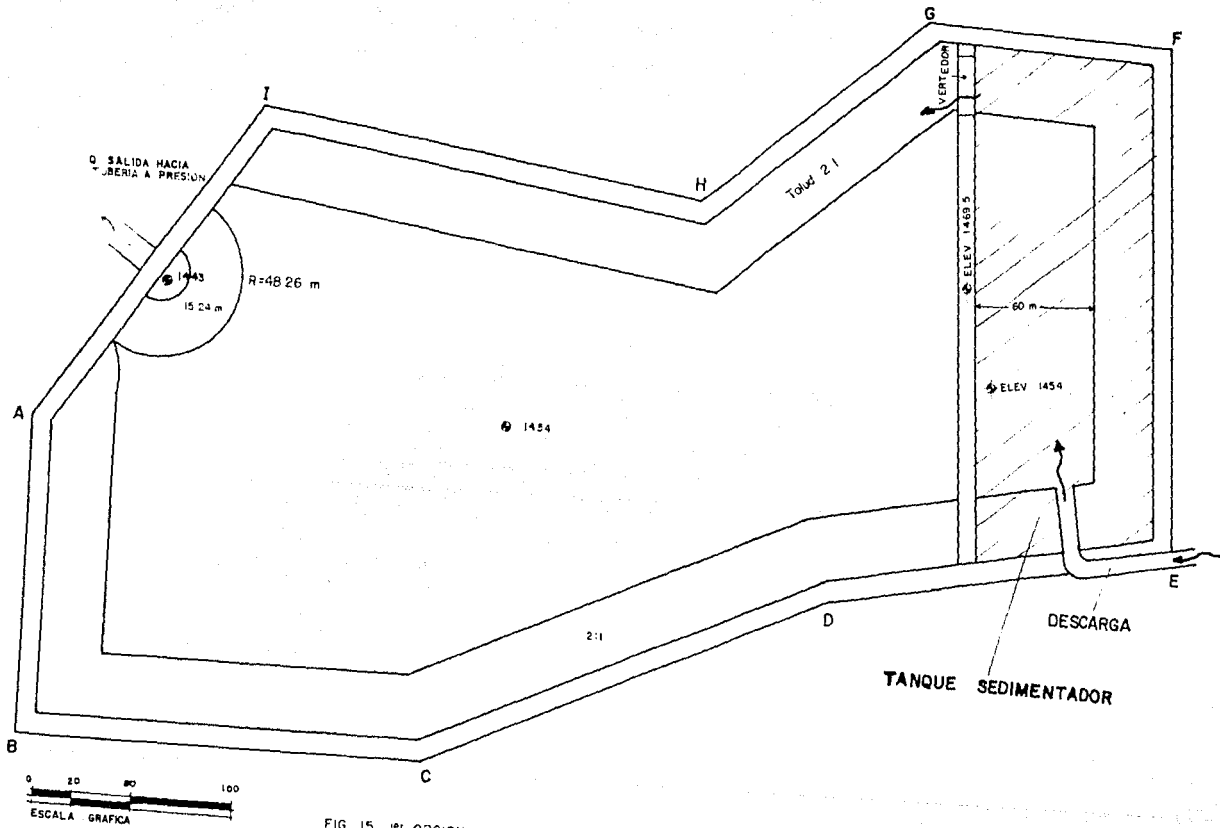 G
F
VERTEDOR
I
Q SALIDA HACIA
TUBERIA A PRESIÓN
H
Talud 2:1
1443
R=48.26 m
15.24 m
ELEV 1469.5
60 m
A
ELEV 1454
1454
E
D
DESCARGA
2:1
TANQUE SEDIMENTADOR
B
C
0 20 100
ESCALA GRAFICA
FIG. 15